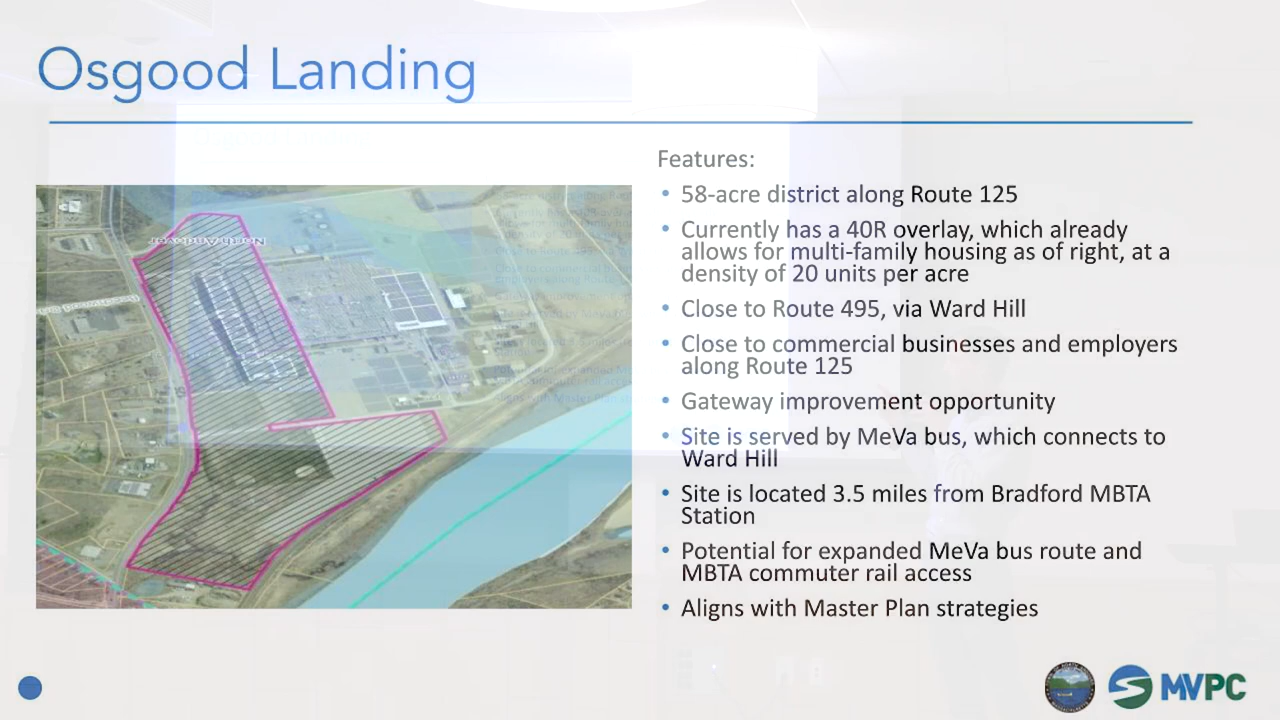 Osgood Landing
Features:
• 58-acre district along Route 125
• Currently has a 40R overlay, which already
allows for multi-family housing as of right, at a
density of 20 units per acre
• Close to Route 495, via Ward Hill
• Close to commercial businesses and employers
along Route 125
• Gateway improvement opportunity
• Site is served by MeVa bus, which connects to
Ward Hill
• Site is located 3.5 miles from Bradford MBTA
Station
• Potential for expanded MeVa bus route and
MBTA commuter rail access
• Aligns with Master Plan strategies
North Andover
MVPC